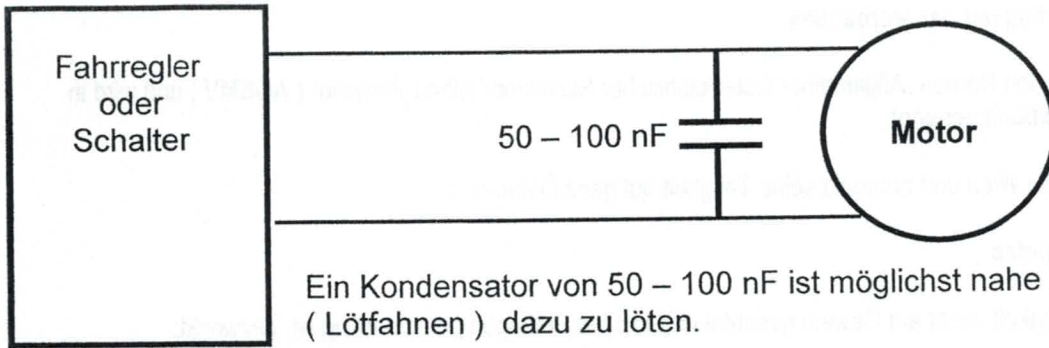 Fahrregler
oder
Schalter
50 – 100 nF
Motor
Ein Kondensator von 50 – 100 nF ist möglichst nahe
( Lötfahnen ) dazu zu löten.